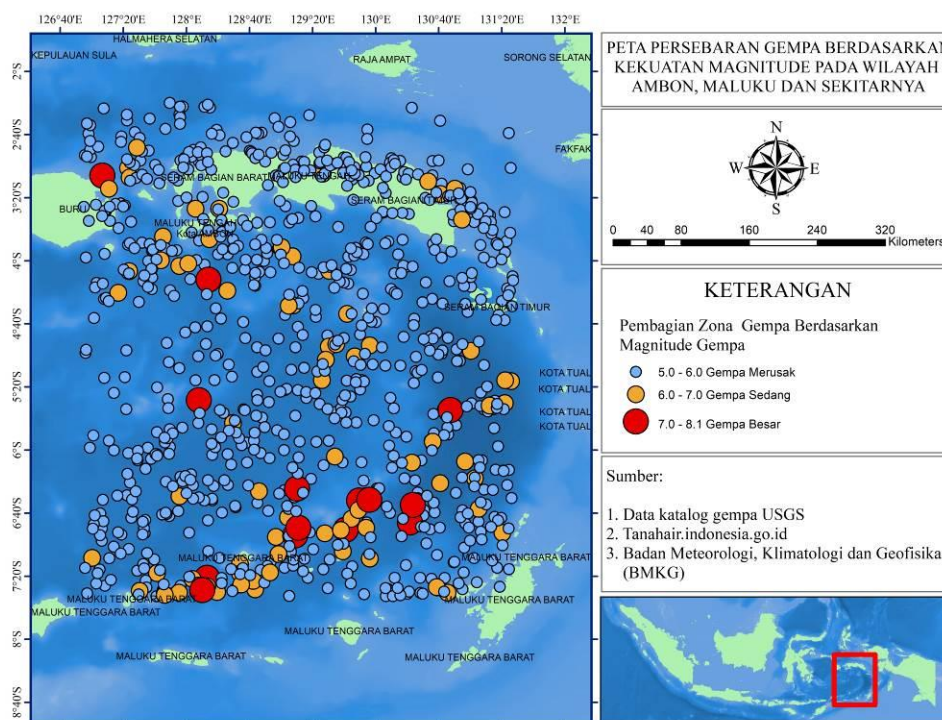 126°40' 127°20' 128°0' 128°40' 129°20' 130°0' 130°40' 131°20' 132°
HALMAHERA SELATAN
KEPULAUAN SULA
RAJA AMPAT
SORONG SELATAN
2°S
2°40'S
FAKFAK
SERAM BAGIAN BARAT
MALUKU TENGAH
3°20'S
SERAM BAGIAN TIMUR
BURU
MALUKU TENGAH
Kota AMBON
4°S
SERAM BAGIAN TIMUR
4°40'S
KOTA TUAL
5°20'S
KOTA TUAL
KOTA TUAL
KOTA TUAL
6°S
6°40'S
MALUKU TENGGARA BARAT
MALUKU TENGGARA BARAT
7°20'S
MALUKU TENGGARA BARAT
MALUKU TENGGARA BARAT
MALUKU TENGGARA BARAT
MALUKU TENGGARA BARAT
8°S
MALUKU TENGGARA BARAT
MALUKU TENGGARA BARAT
8°40'S
PETA PERSEBARAN GEMPA BERDASARKAN
KEKUATAN MAGNITUDE PADA WILAYAH
AMBON, MALUKU DAN SEKITARNYA
N
W E
S
0 40 80 160 240 320
Kilometers
KETERANGAN
Pembagian Zona Gempa Berdasarkan
Magnitude Gempa
5.0 - 6.0 Gempa Merusak
6.0 - 7.0 Gempa Sedang
7.0 - 8.1 Gempa Besar
Sumber:
1. Data katalog gempa USGS
2. Tanahair.indonesia.go.id
3. Badan Meteorologi, Klimatologi dan Geofisika
(BMKG)